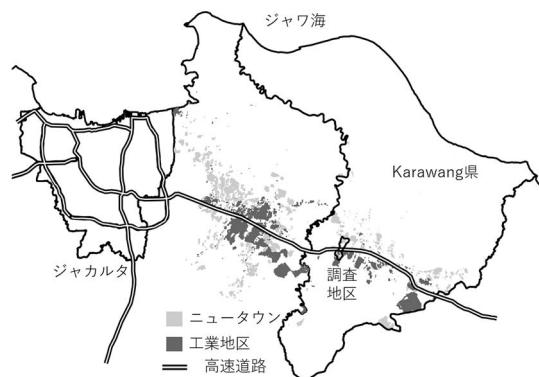 ジャワ海
Karawang県
ジャカルタ
調査
地区
ニュータウン
工業地区
高速道路